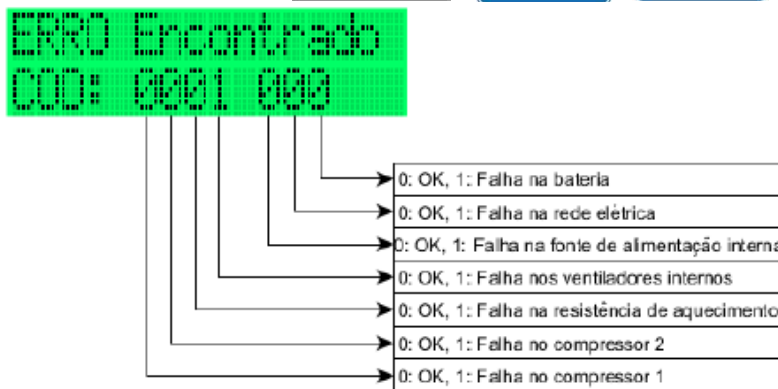 ERRO Encontrado
COD: 0001 000
0: OK, 1: Falha na bateria
0: OK, 1: Falha na rede elétrica
0: OK, 1: Falha na fonte de alimentação interna
0: OK, 1: Falha nos ventiladores internos
0: OK, 1: Falha na resistência de aquecimento
0: OK, 1: Falha no compressor 2
0: OK, 1: Falha no compressor 1